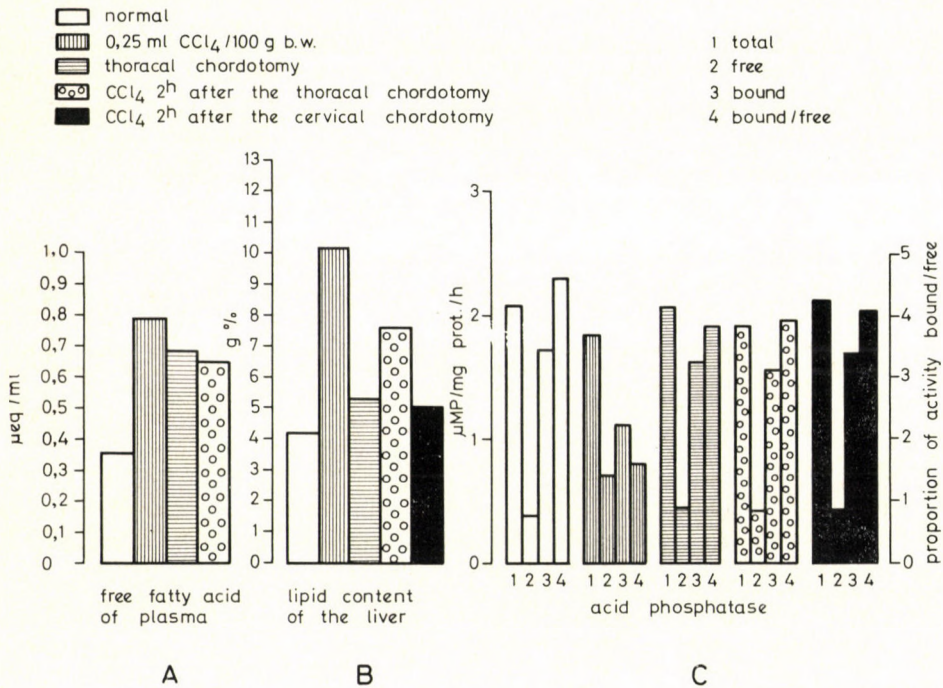 normal
0,25 ml CCl4/100 g b.w.
thoracal chordotomy
CCl4 2h after the thoracal chordotomy
CCl4 2h after the cervical chordotomy
1 total
2 free
3 bound
4 bound/free
µeq/ml
1,0
0,9
0,8
0,7
0,6
0,5
0,4
0,3
0,2
0,1
0
free fatty acid
of plasma
A
g %
13
12
11
10
9
8
7
6
5
4
3
2
1
0
lipid content
of the liver
B
µMP/mg prot./h
3
2
1
0
1 2 3 4 1 2 3 4 1 2 3 4 1 2 3 4 1 2 3 4
acid phosphatase
C
5
4
3
2
1
0
proportion of activity bound/free